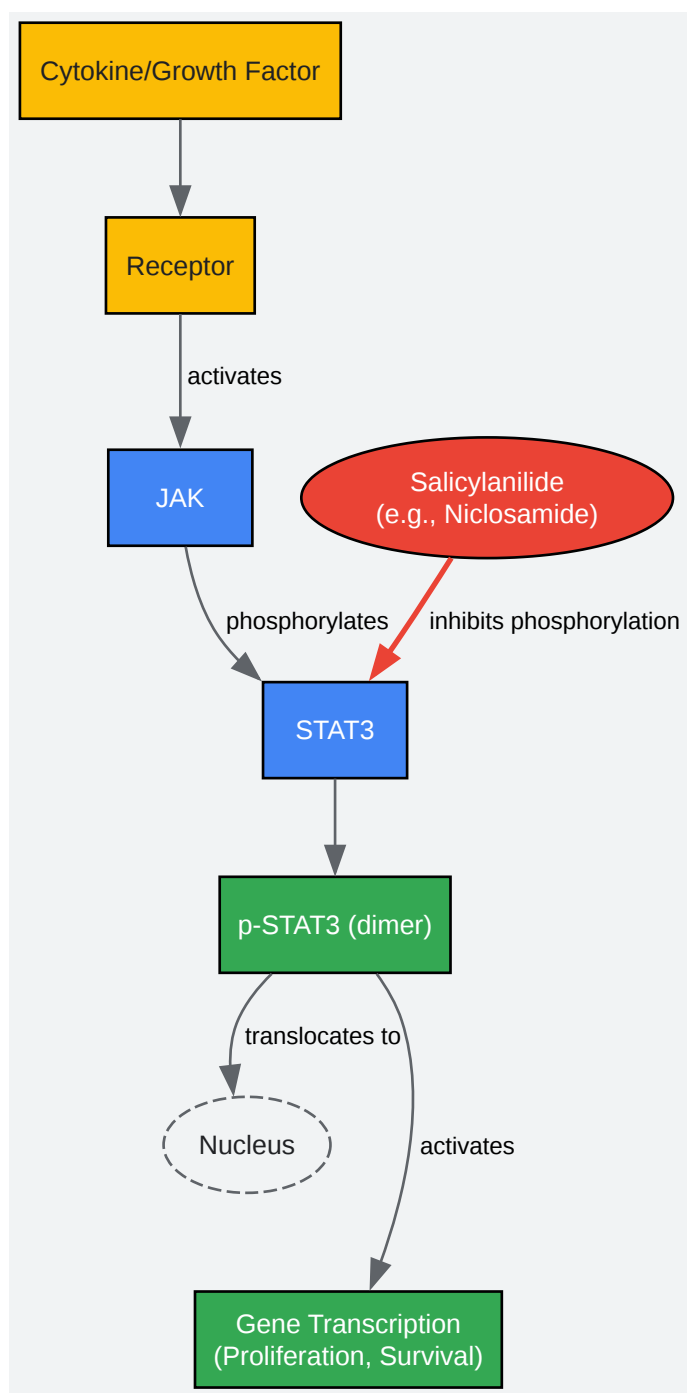 Cytokine/Growth Factor
Receptor
activates
JAK
Salicylanilide
(e.g., Niclosamide)
phosphorylates
inhibits phosphorylation
STAT3
p-STAT3 (dimer)
translocates to
Nucleus
activates
Gene Transcription
(Proliferation, Survival)